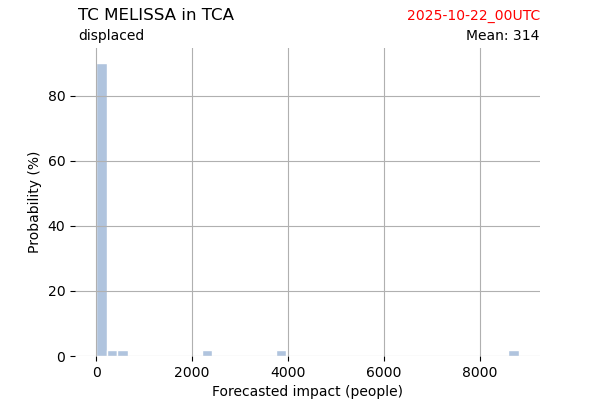 TC MELISSA in TCA
2025-10-22_00UTC
displaced
Mean: 314
Probability (%)
80
60
40
20
0
0
2000
4000
6000
8000
Forecasted impact (people)